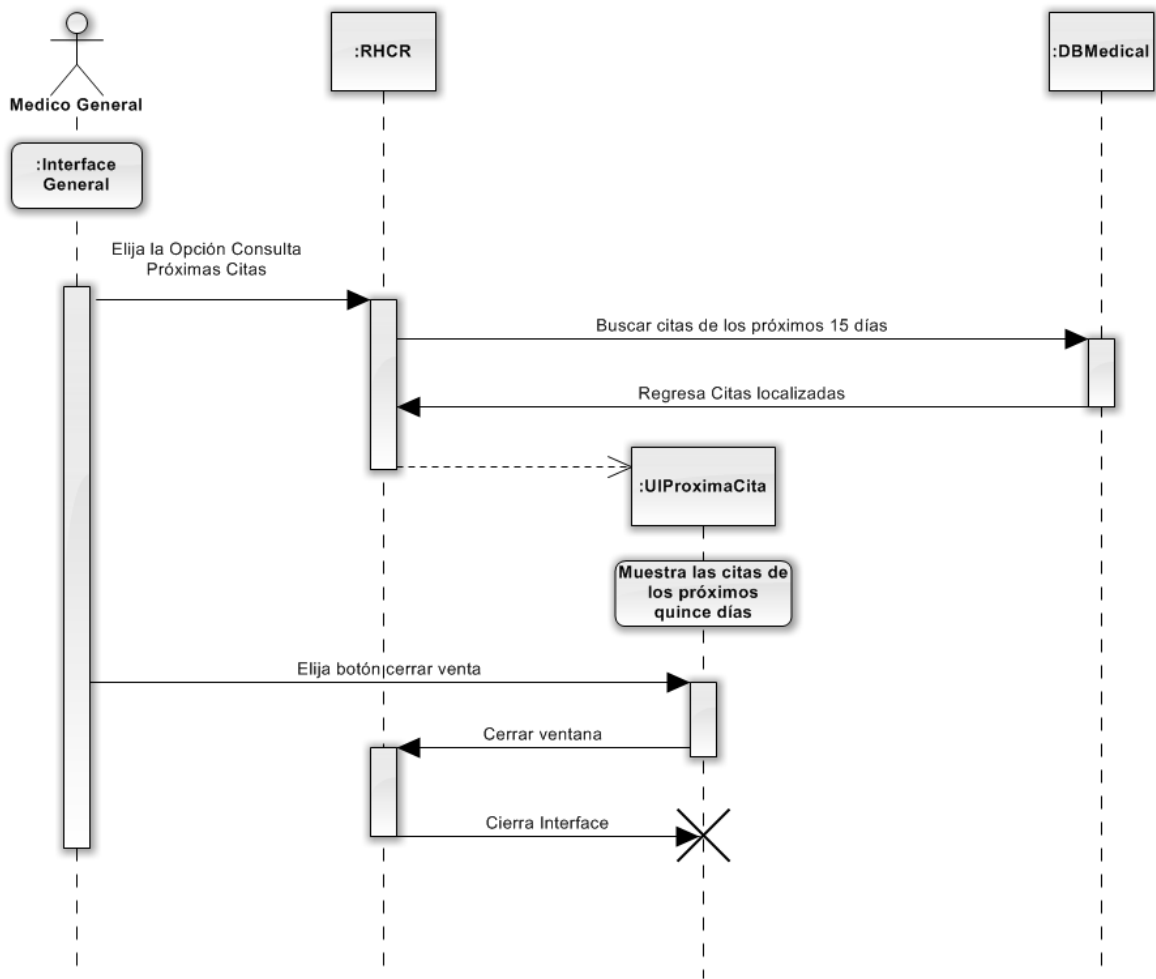 :RHCR
:DBMedical
Medico General
:Interface
General
Elija la Opción Consulta
Próximas Citas
Buscar citas de los próximos 15 días
Regresa Citas localizadas
:UIProximaCita
Muestra las citas de
los próximos
quince días
Elija botón cerrar venta
Cerrar ventana
Cierra Interface